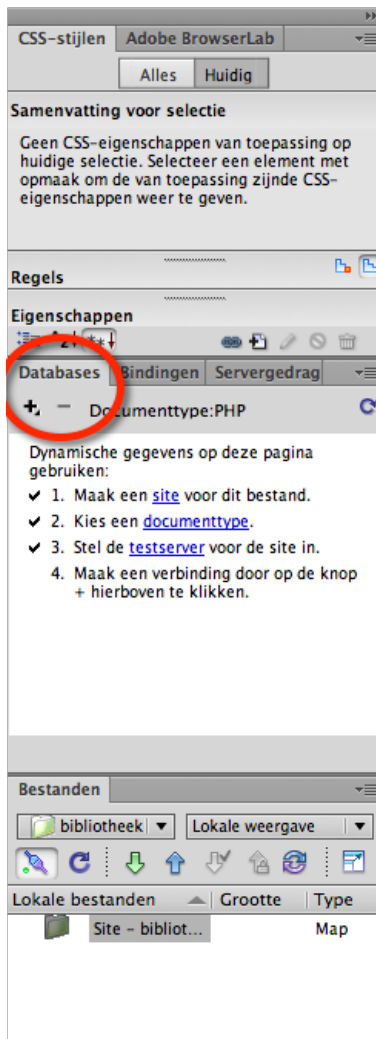 CSS-stijlen Adobe BrowserLab
Alles Huidig
Samenvatting voor selectie
Geen CSS-eigenschappen van toepassing op
huidige selectie. Selecteer een element met
opmaak om de van toepassing zijnde CSS-
eigenschappen weer te geven.
Regels
Eigenschappen
Databases Bindingen Servergedrag
Documenttype:PHP
Dynamische gegevens op deze pagina
gebruiken:
1. Maak een site voor dit bestand.
2. Kies een documenttype.
3. Stel de testserver voor de site in.
4. Maak een verbinding door op de knop
+ hierboven te klikken.
Bestanden
bibliotheek Lokale weergave
Lokale bestanden Grootte Type
Site - bibliot... Map